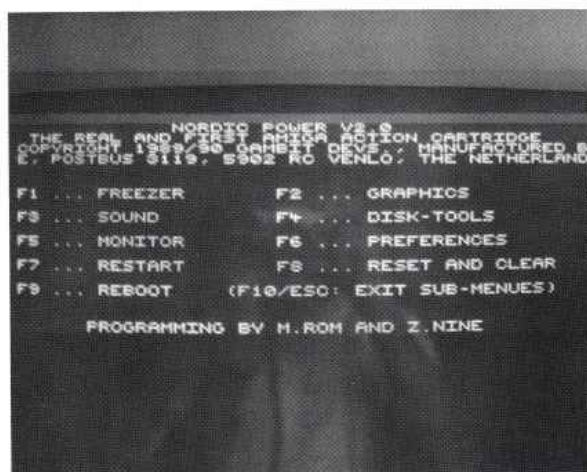 NORDIC POWER V2.0
THE REAL AND FIRST AMIGA ACTION CARTRIDGE
COPYRIGHT 1989/90 GAMBIT DEVS., MANUFACTURED B
E, POSTBUS 3119, 5902 RC VENLO, THE NETHERLAND
F1 ... FREEZER F2 ... GRAPHICS
F3 ... SOUND F4 ... DISK-TOOLS
F5 ... MONITOR F6 ... PREFERENCES
F7 ... RESTART F8 ... RESET AND CLEAR
F9 ... REBOOT (F10/ESC: EXIT SUB-MENUES)
PROGRAMMING BY M.ROM AND Z.NINE